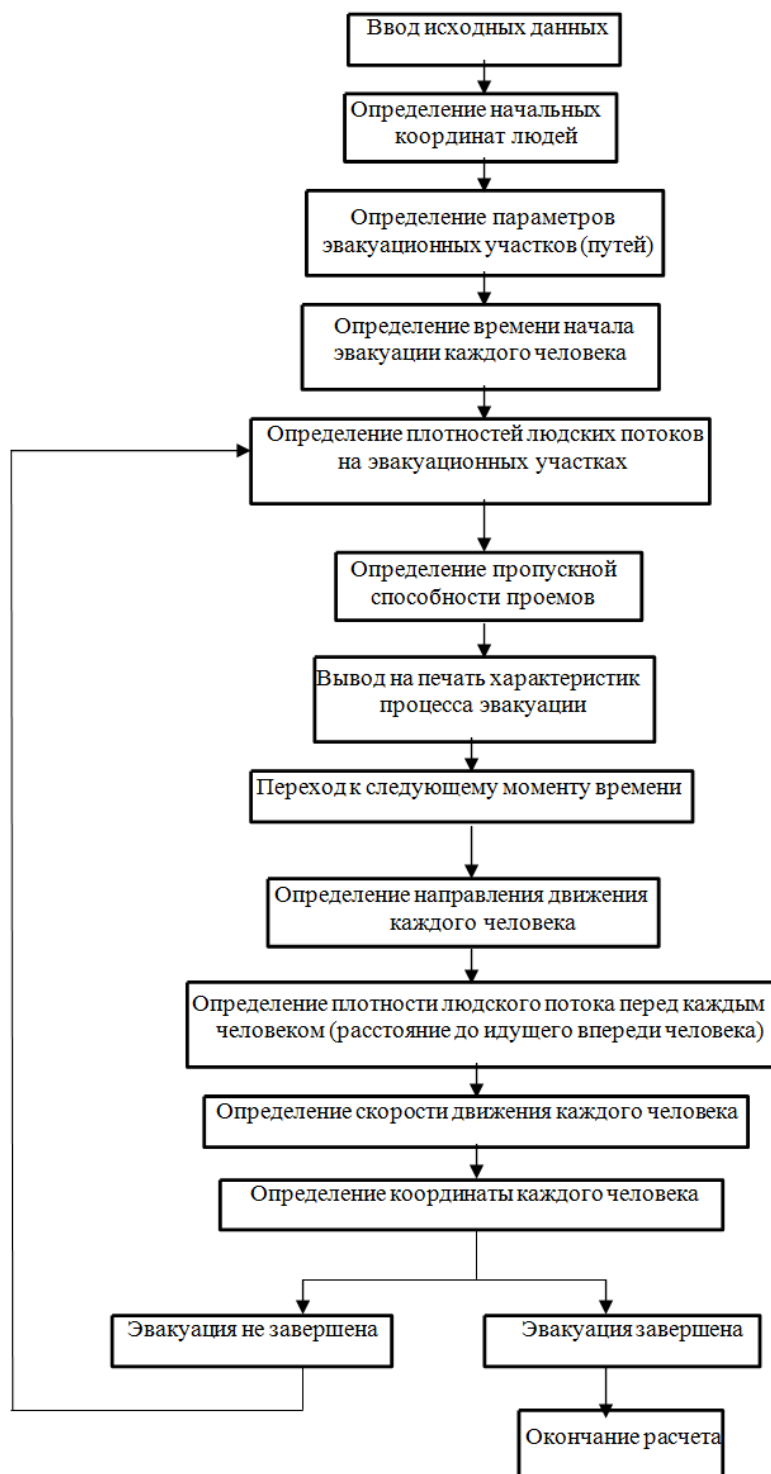 Ввод исходных данных
Определение начальных
координат людей
Определение параметров
эвакуационных участков (путей)
Определение времени начала
эвакуации каждого человека
Определение плотностей людских потоков
на эвакуационных участках
Определение пропускной
способности проемов
Вывод на печать характеристик
процесса эвакуации
Переход к следующему моменту времени
Определение направления движения
каждого человека
Определение плотности людского потока перед каждым
человеком (расстояние до идущего впереди человека)
Определение скорости движения каждого человека
Определение координаты каждого человека
Эвакуация не завершена
Эвакуация завершена
Окончание расчета